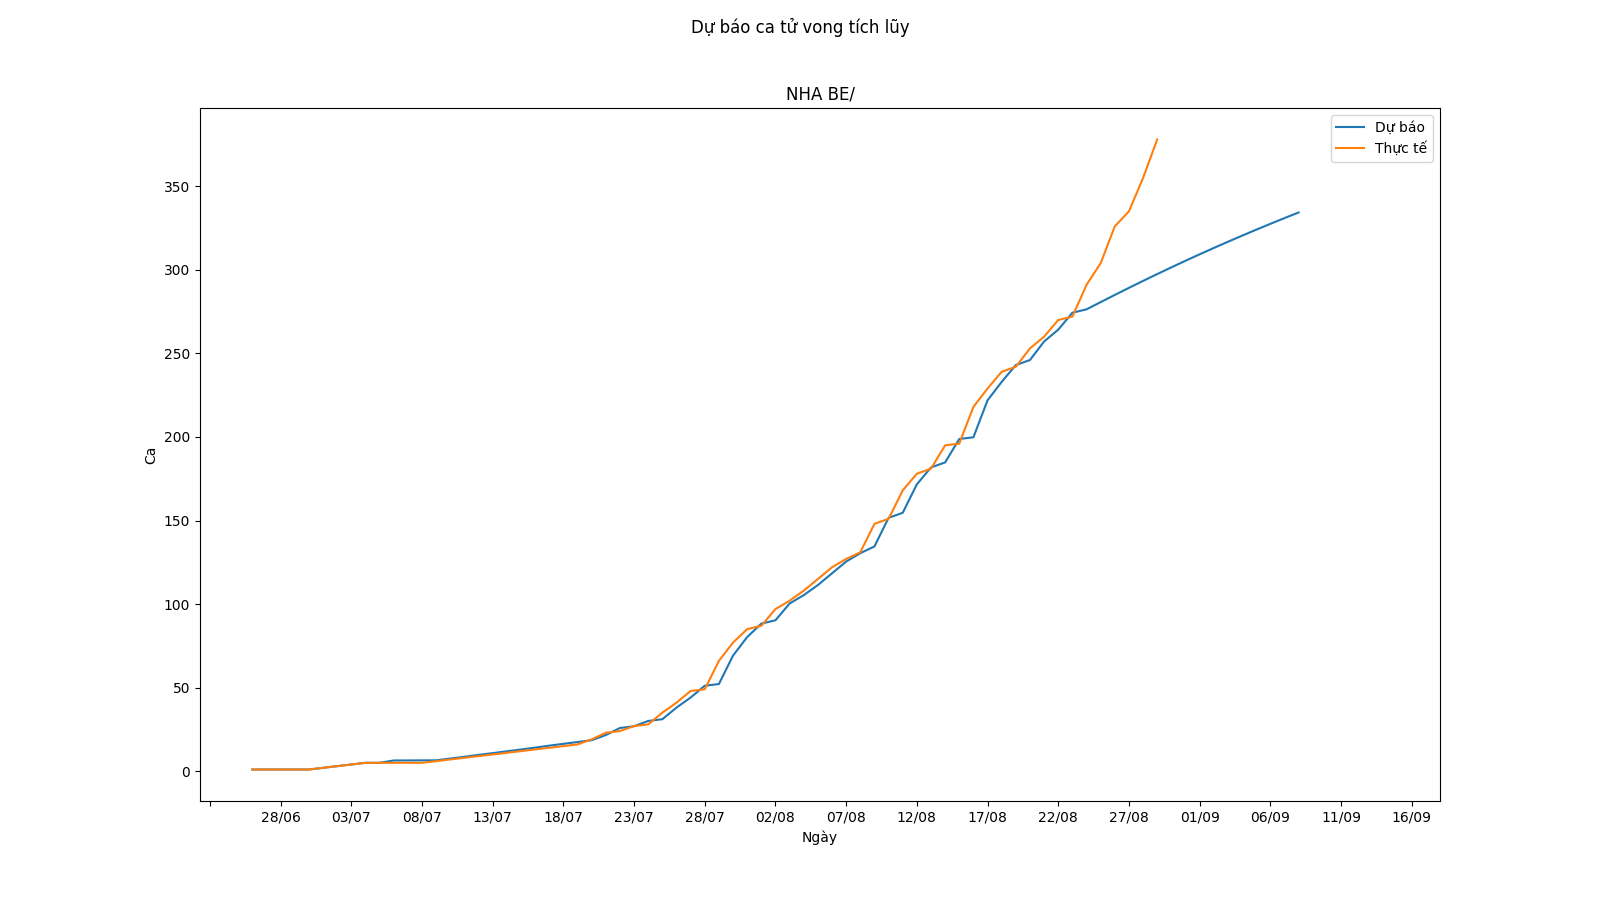 Dự báo ca tử vong tích lũy
NHA BE/
Dự báo
Thực tế
350
300
250
200
150
100
50
0
Ca
28/06 03/07 08/07 13/07 18/07 23/07 28/07 02/08 07/08 12/08 17/08 22/08 27/08 01/09 06/09 11/09 16/09
Ngày